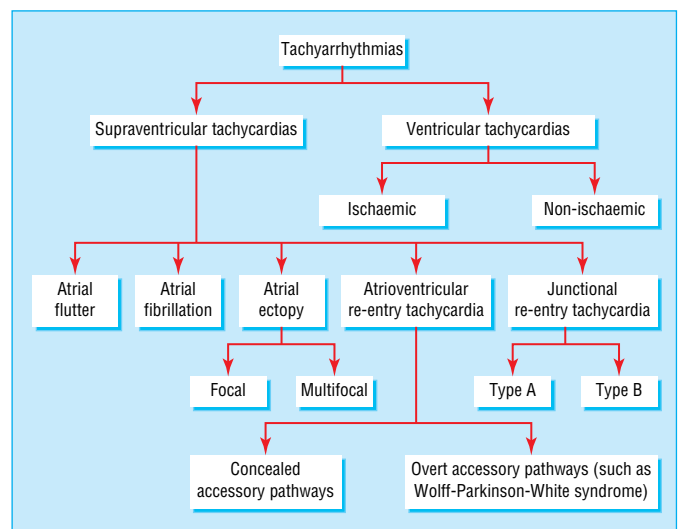 Tachyarrhythmias
Supraventricular tachycardias
Ventricular tachycardias
Ischaemic
Non-ischaemic
Atrial
flutter
Atrial
fibrillation
Atrial
ectopy
Atrioventricular
re-entry tachycardia
Junctional
re-entry tachycardia
Focal
Multifocal
Type A
Type B
Concealed
accessory pathways
Overt accessory pathways (such as
Wolff-Parkinson-White syndrome)